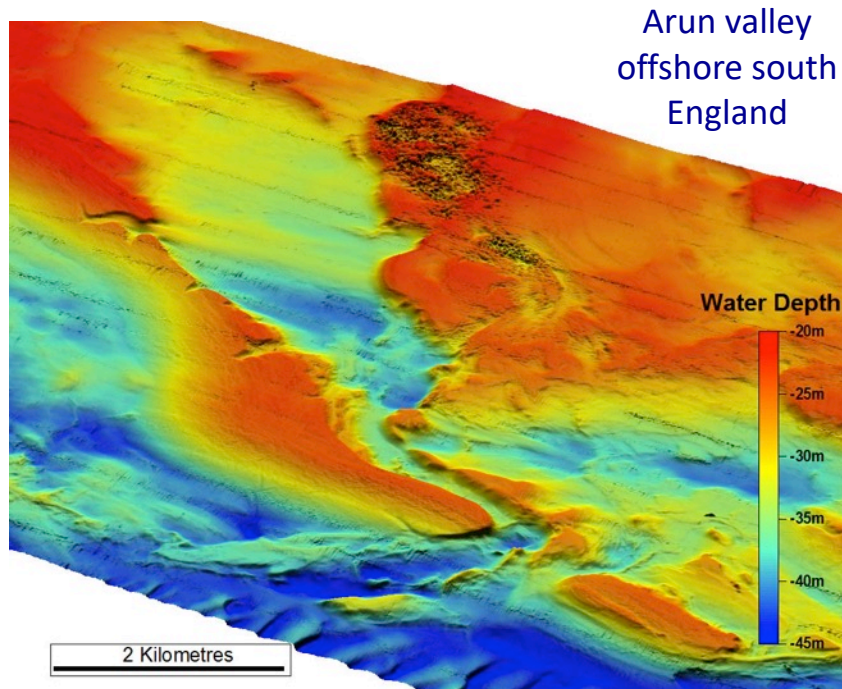 Arun valley
offshore south
England
Water Depth
-20m
-25m
-30m
-35m
-40m
-45m
2 Kilometres